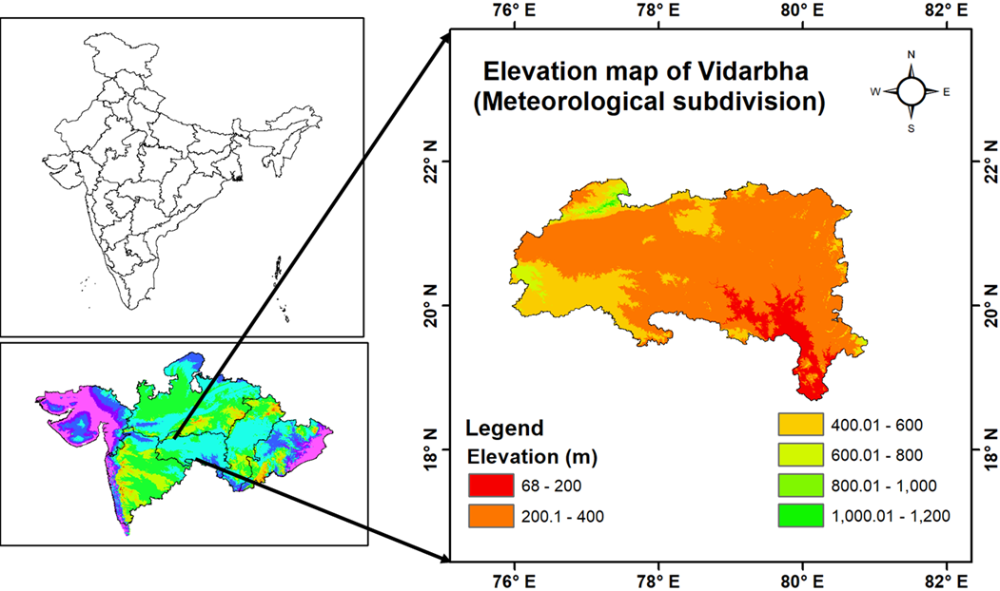 76° E 78° E 80° E 82° E
Elevation map of Vidarbha
(Meteorological subdivision)
N
W E
S
22° N 22° N
20° N 20° N
18° N 18° N
Legend
Elevation (m)
68 - 200
200.1 - 400
400.01 - 600
600.01 - 800
800.01 - 1,000
1,000.01 - 1,200
76° E 78° E 80° E 82° E